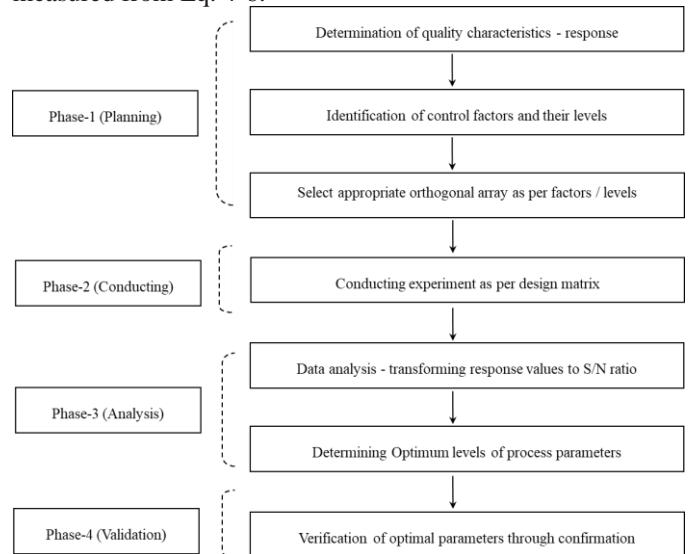 Determination of quality characteristics - response
Phase-1 (Planning)
Identification of control factors and their levels
Select appropriate orthogonal array as per factors / levels
Phase-2 (Conducting)
Conducting experiment as per design matrix
Data analysis - transforming response values to S/N ratio
Phase-3 (Analysis)
Determining Optimum levels of process parameters
Phase-4 (Validation)
Verification of optimal parameters through confirmation